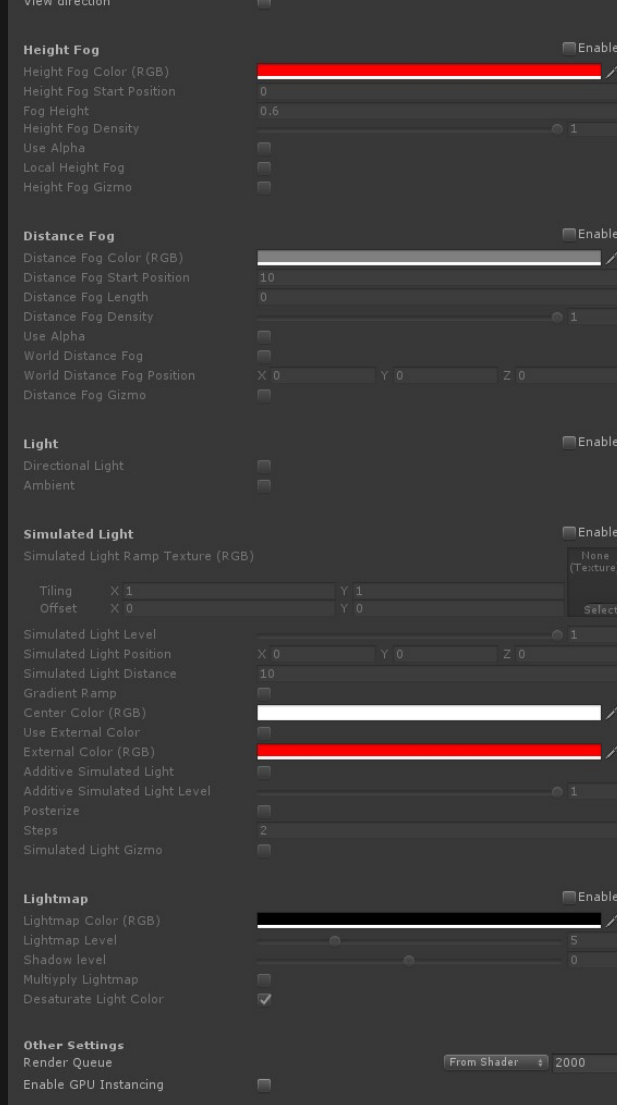 View direction
Height Fog Enable
Height Fog Color (RGB)
Height Fog Start Position 0
Fog Height 0.6
Height Fog Density 1
Use Alpha
Local Height Fog
Height Fog Gizmo
Distance Fog Enable
Distance Fog Color (RGB)
Distance Fog Start Position 10
Distance Fog Length 0
Distance Fog Density 1
Use Alpha
World Distance Fog
World Distance Fog Position X 0 Y 0 Z 0
Distance Fog Gizmo
Light Enable
Directional Light
Ambient
Simulated Light Enable
Simulated Light Ramp Texture (RGB) None
(Texture
Tiling X 1 Y 1
Offset X 0 Y 0 Select
Simulated Light Level 1
Simulated Light Position X 0 Y 0 Z 0
Simulated Light Distance 10
Gradient Ramp
Center Color (RGB)
Use External Color
External Color (RGB)
Additive Simulated Light
Additive Simulated Light Level 1
Posterize
Steps 2
Simulated Light Gizmo
Lightmap Enable
Lightmap Color (RGB)
Lightmap Level 5
Shadow level 0
Multiyply Lightmap
Desaturate Light Color
Other Settings
Render Queue From Shader 2000
Enable GPU Instancing